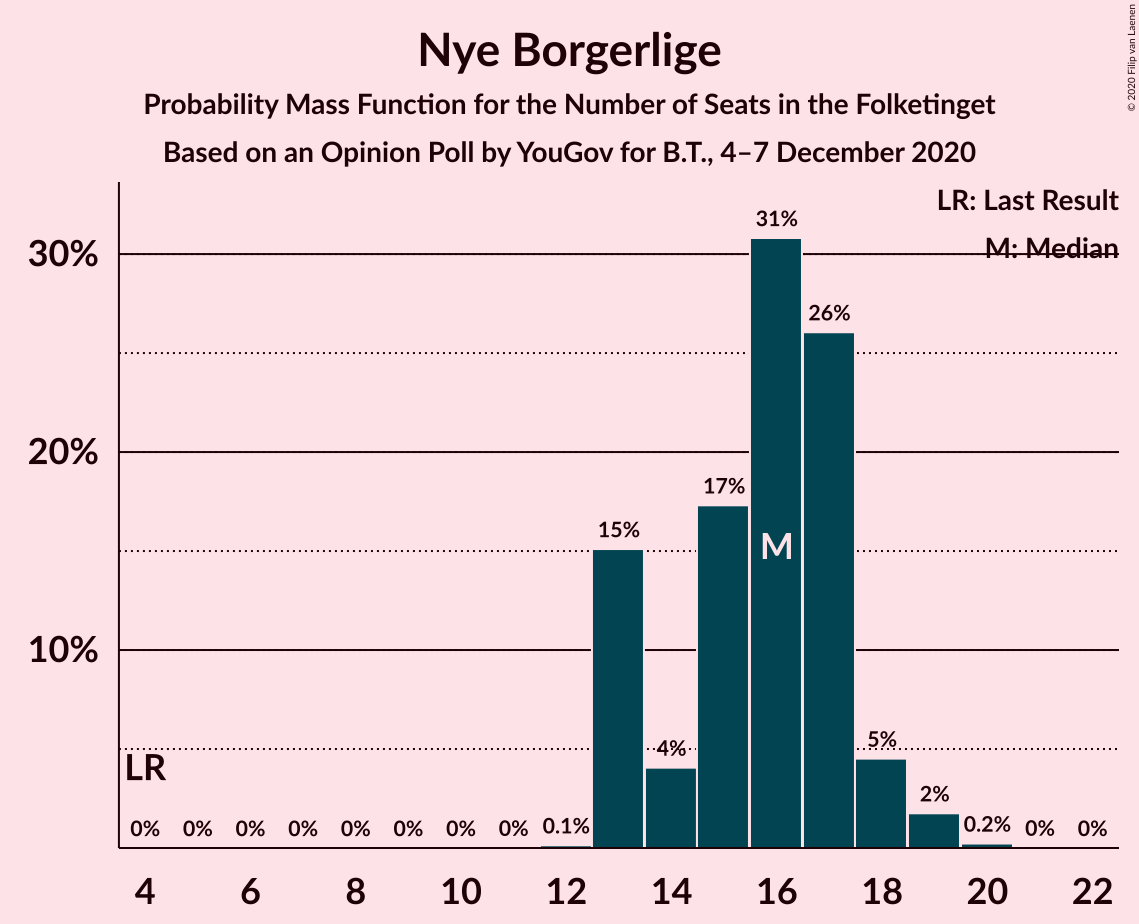 Nye Borgerlige
Probability Mass Function for the Number of Seats in the Folketinget
Based on an Opinion Poll by YouGov for B.T., 4–7 December 2020
© 2020 Filip van Laenen
LR: Last Result
M: Median
30%
20%
10%
31%
26%
17%
15%
M
4%
5%
LR
2%
0% 0% 0% 0% 0% 0% 0% 0% 0.1% 0.2% 0% 0%
4 6 8 10 12 14 16 18 20 22